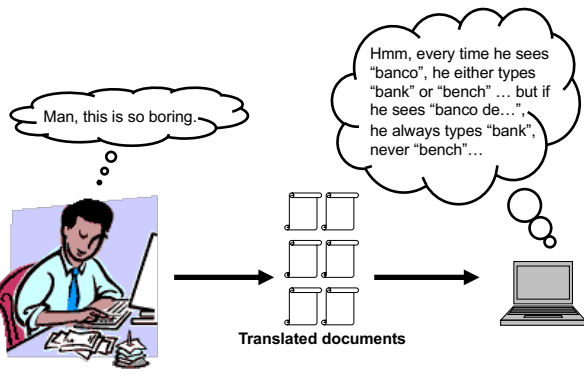 Man, this is so boring.
Hmm, every time he sees
“banco”, he either types
“bank” or “bench” … but if
he sees “banco de…”,
he always types “bank”,
never “bench”…
Translated documents